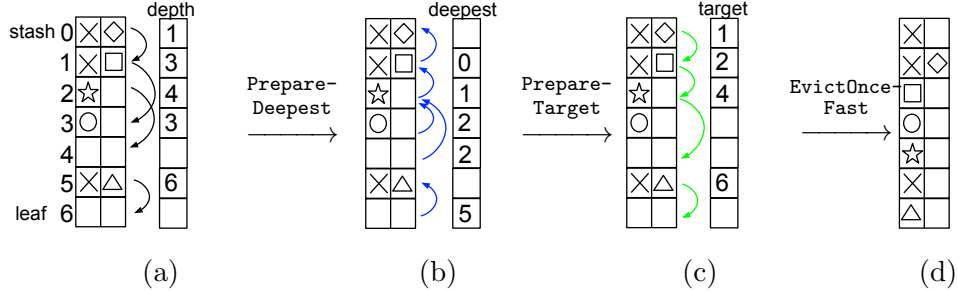 depth
deepest
target
stash 0
1
1
1
3
0
2
2
4
1
4
3
3
2
4
2
5
6
6
leaf 6
5
Prepare-
Deepest
Prepare-
Target
EvictOnce-
Fast
(a)
(b)
(c)
(d)